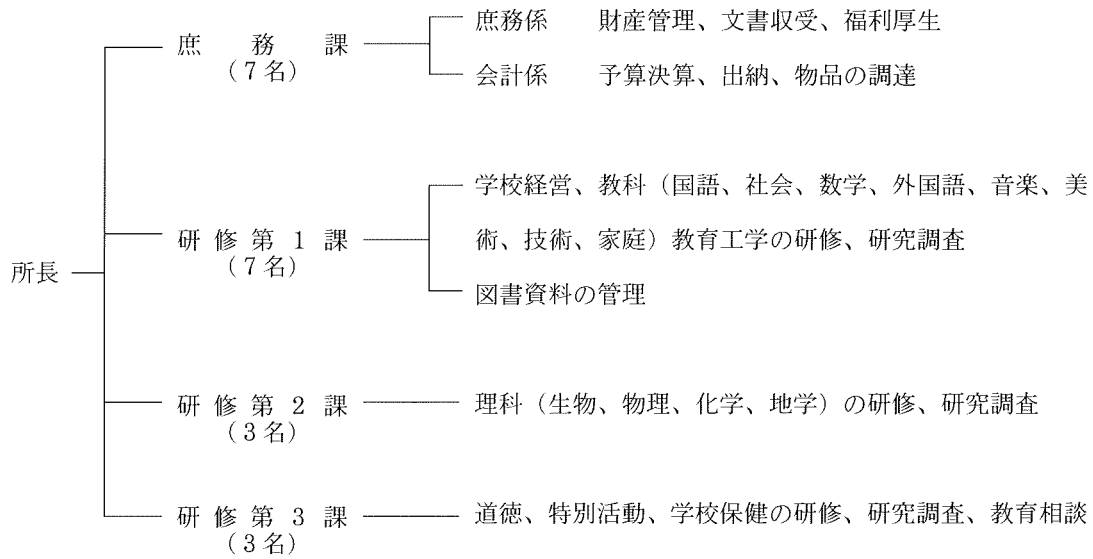 庶務係 財産管理、文書収受、福利厚生
庶務課
(7名)
会計係 予算決算、出納、物品の調達
学校経営、教科(国語、社会、数学、外国語、音楽、美
研修第1課
術、技術、家庭)教育工学の研修、研究調査
(7名)
所長
図書資料の管理
研修第2課
理科(生物、物理、化学、地学)の研修、研究調査
(3名)
研修第3課
道徳、特別活動、学校保健の研修、研究調査、教育相談
(3名)